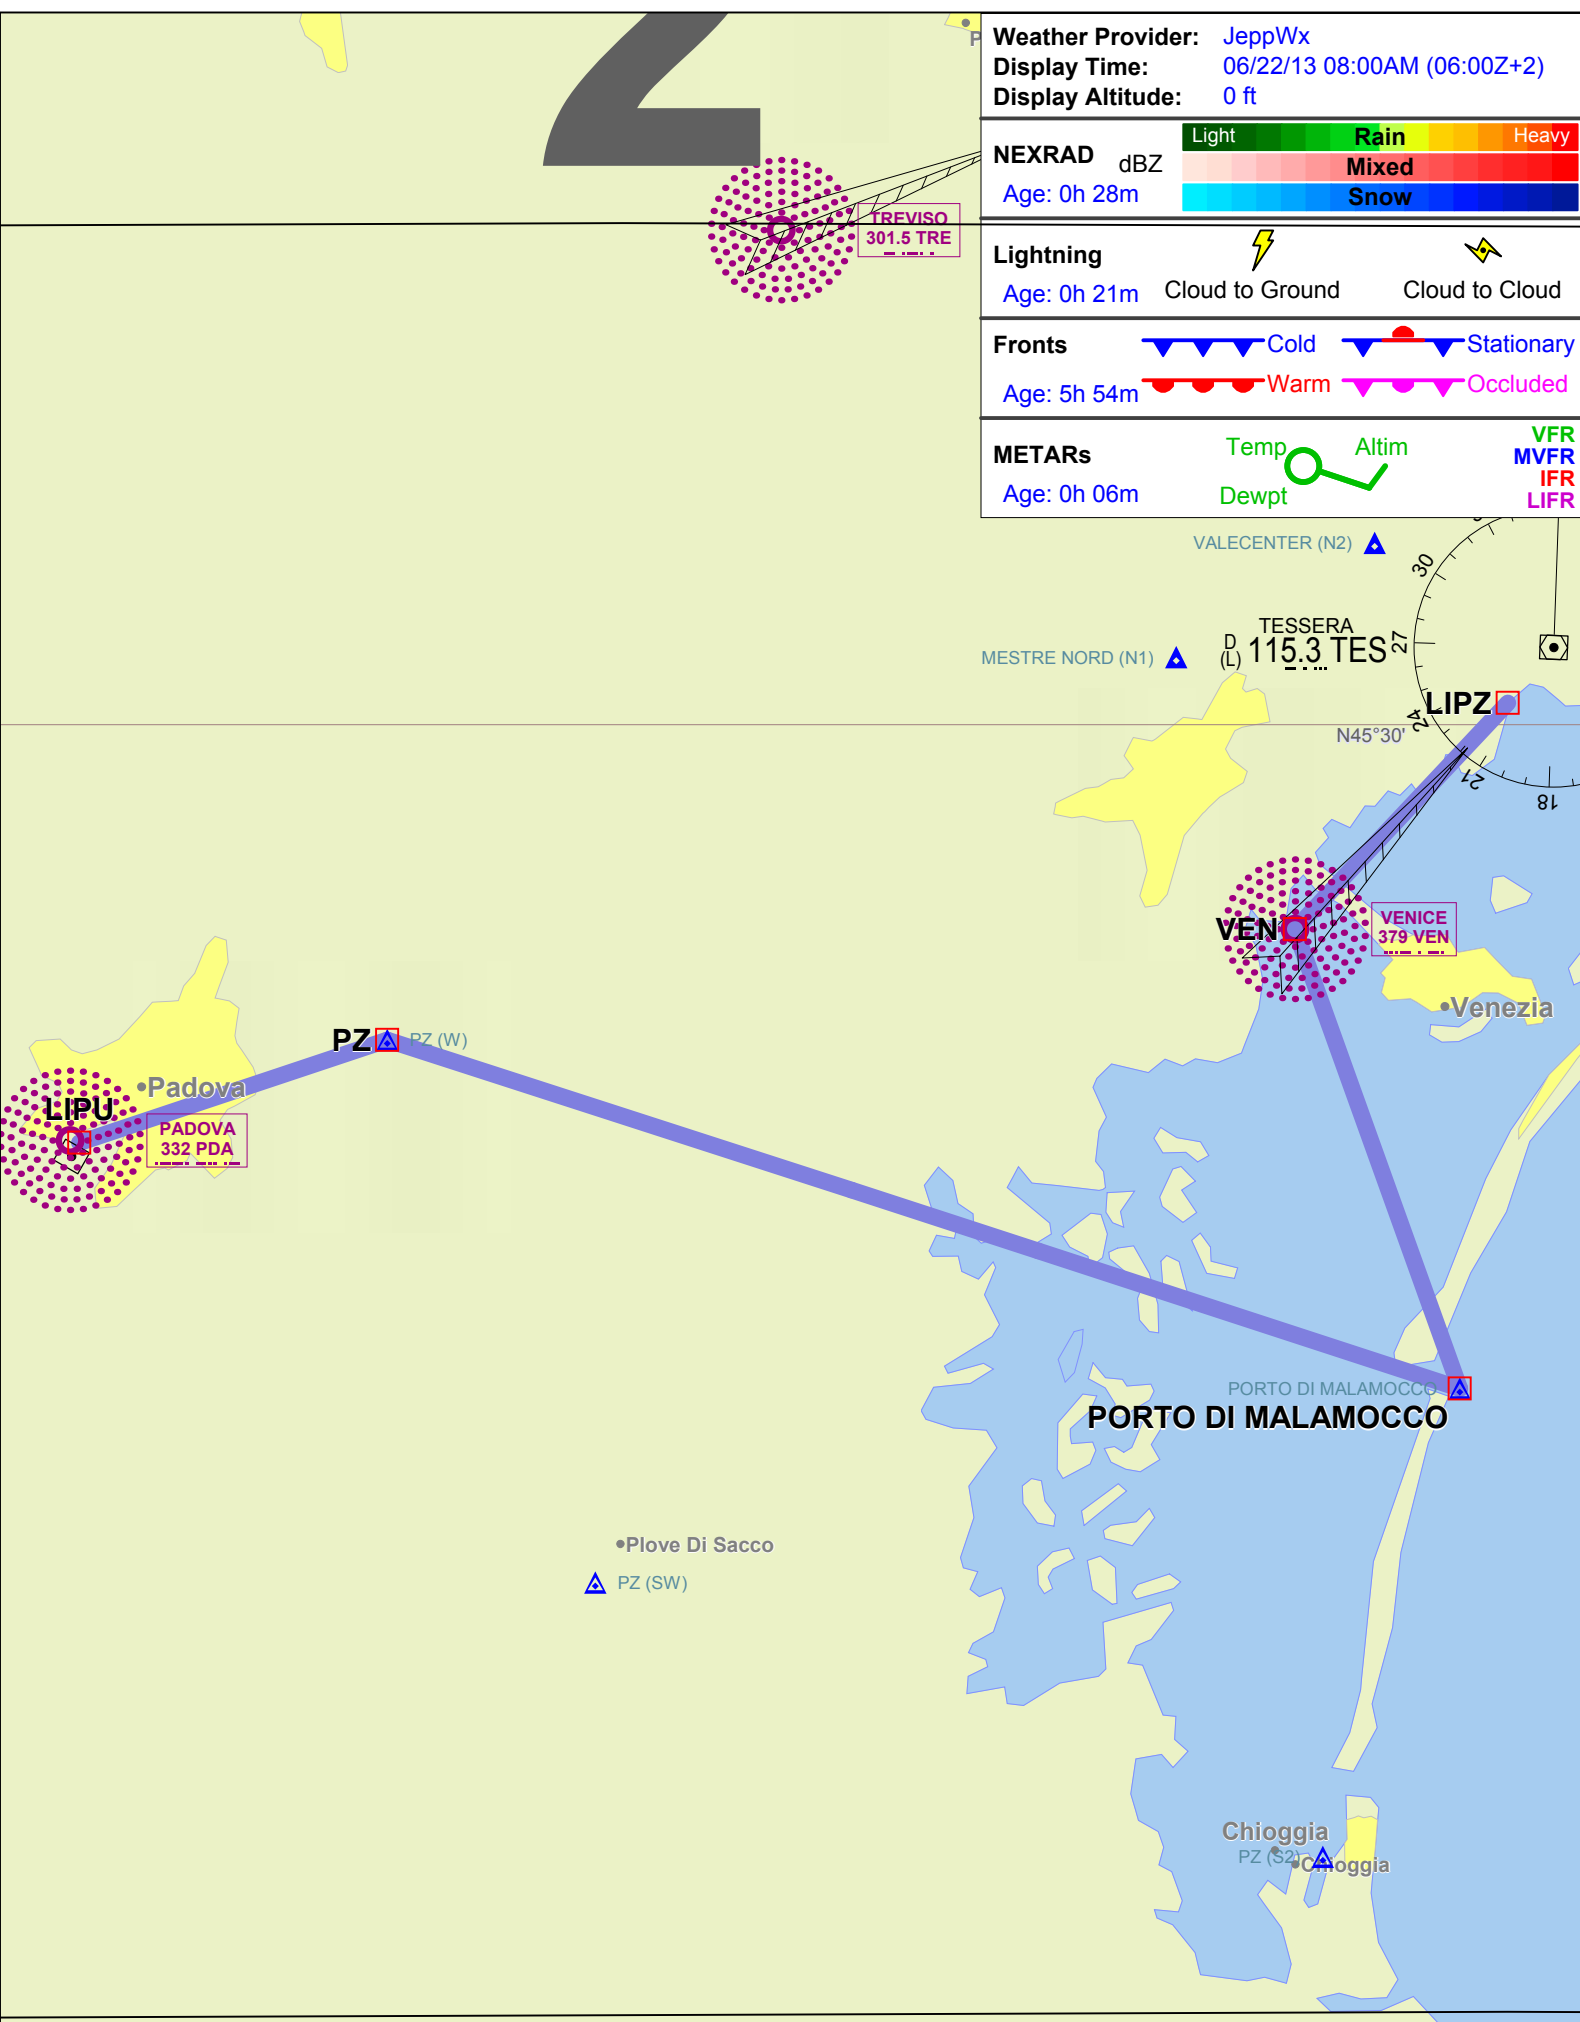 2
P
Weather Provider: JeppWx
Display Time: 06/22/13 08:00AM (06:00Z+2)
Display Altitude: 0 ft
NEXRAD dBZ
Age: 0h 28m
Light Rain Heavy
Mixed
Snow
TREVISO
301.5 TRE
Lightning
Age: 0h 21m
Cloud to Ground
Cloud to Cloud
Fronts
Age: 5h 54m
Cold
Stationary
Warm
Occluded
METARs
Age: 0h 06m
Temp
Altim
Dewpt
VFR
MVFR
IFR
LIFR
VALECENTER (N2)
30
TESSERA
D
(L)
115.3 TES
27
MESTRE NORD (N1)
LIPZ
24
N45°30'
21
18
VEN
VENICE
379 VEN
Venezia
PZ
PZ (W)
Padova
LIPU
PADOVA
332 PDA
PORTO DI MALAMOCCO
PORTO DI MALAMOCCO
Plove Di Sacco
PZ (SW)
Chioggia
PZ (S2)
Chioggia